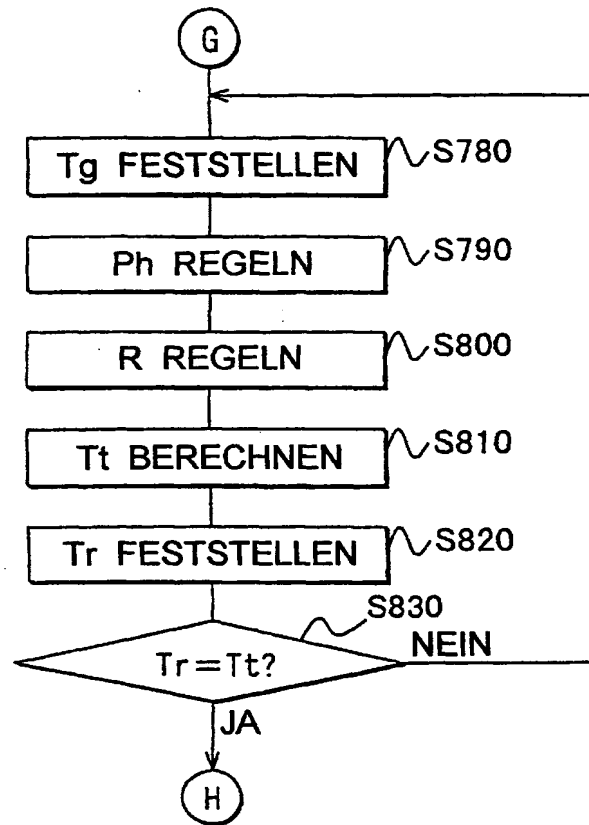 G
Tg FESTSTELLEN
S780
Ph REGELN
S790
R REGELN
S800
Tt BERECHNEN
S810
Tr FESTSTELLEN
S820
S830
Tr=Tt?
NEIN
JA
H